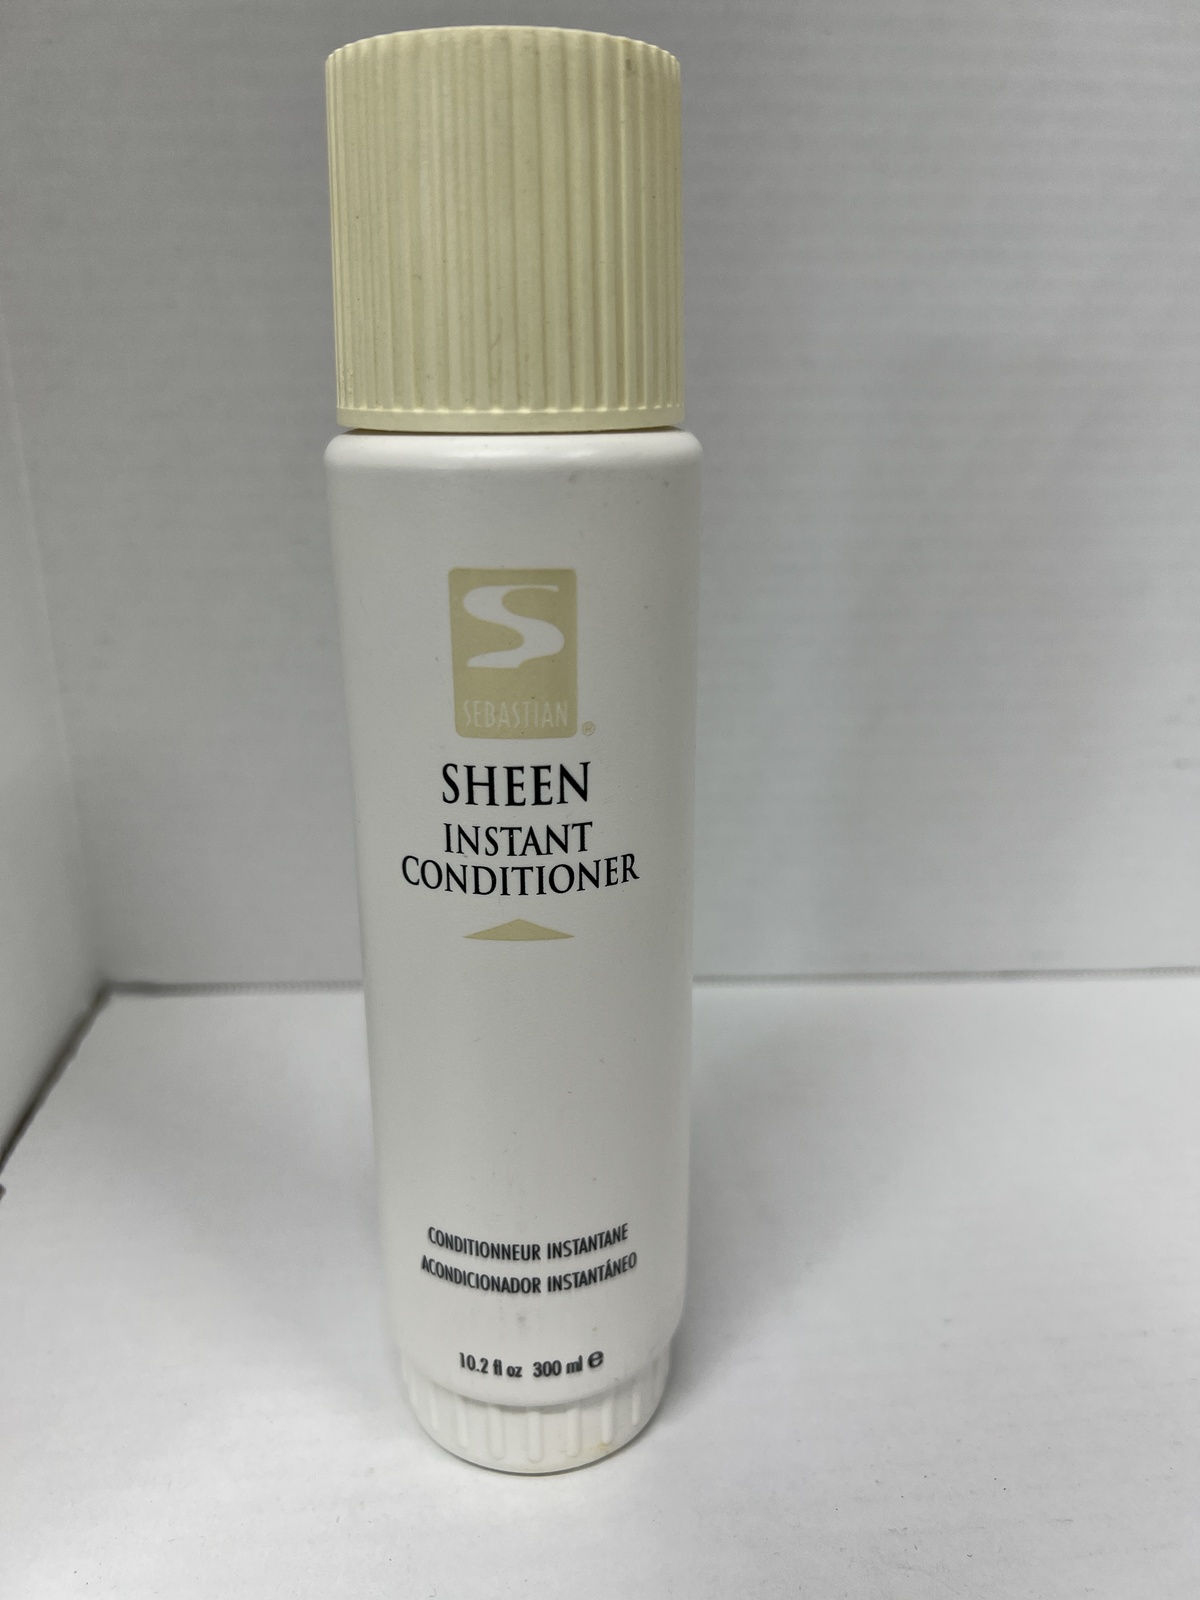 S
SEBASTIAN®
SHEEN
INSTANT
CONDITIONER
CONDITIONNEUR INSTANTANE
ACONDICIONADOR INSTANTÁNEO
10.2 fl oz 300 ml ℮